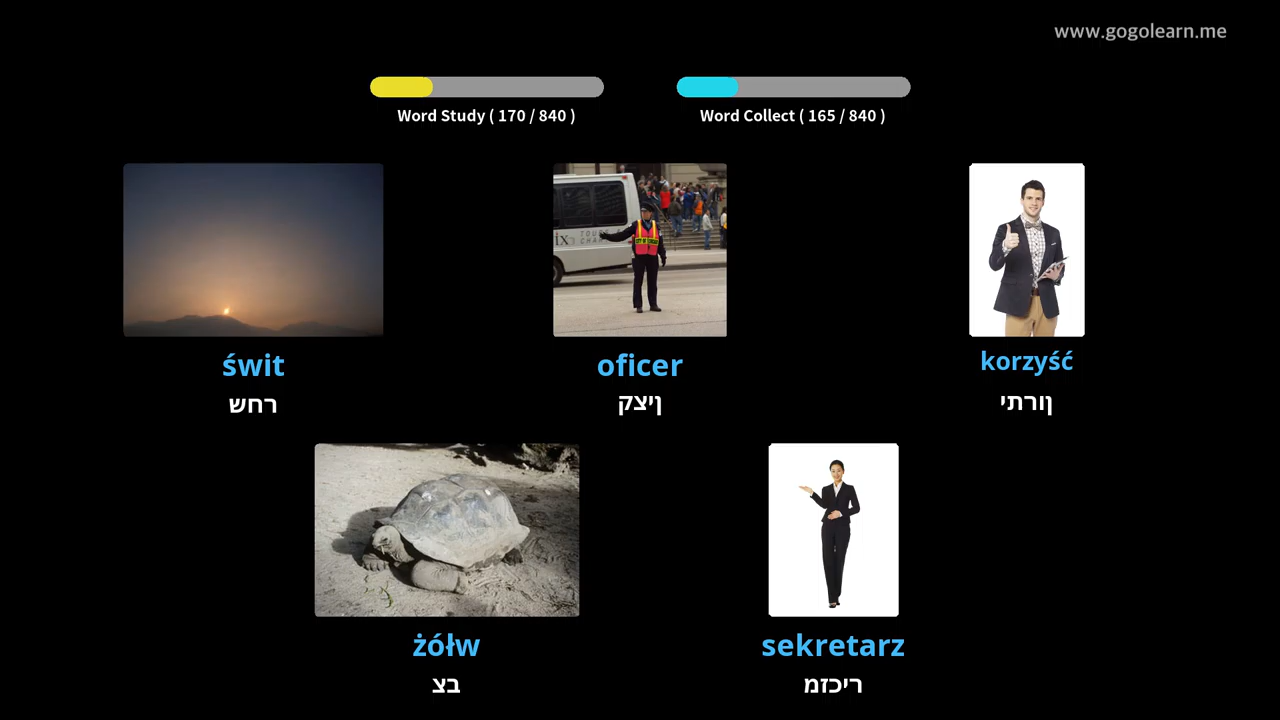 www.gogolearn.me
Word Study ( 170 / 840 )
Word Collect ( 165 / 840 )
świt
רחש
oficer
ןיצק
korzyść
ןורתי
żółw
בצ
sekretarz
ריכזמ